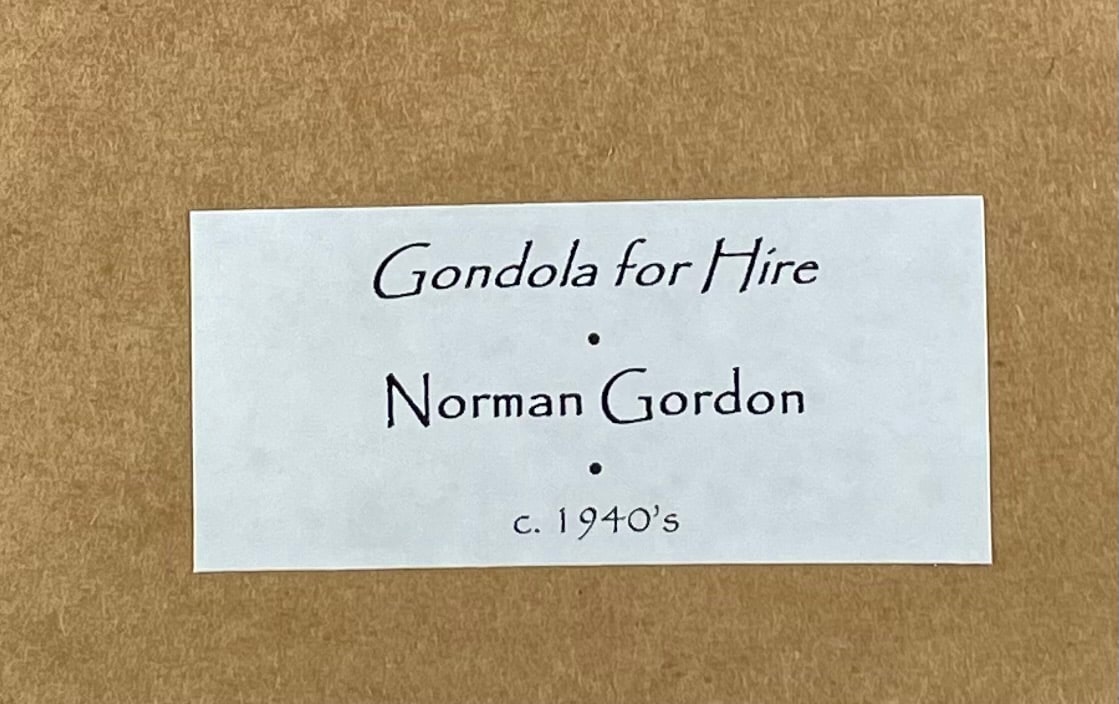 Gondola for Hire
•
Norman Gordon
•
c. 1940's